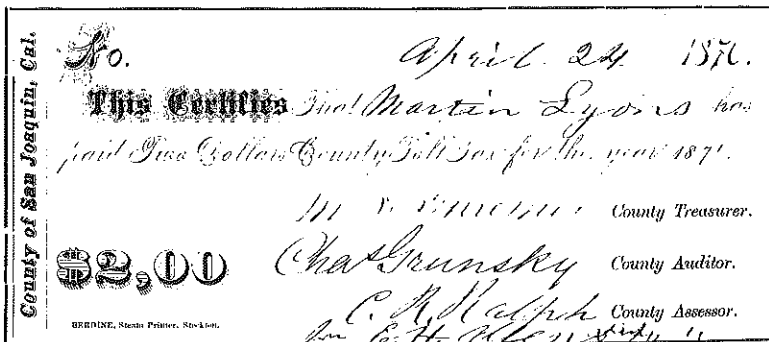 County of San Joaquin, Cal.
No.
April 24 1871.
This Certifies That Martin Lyons has
paid Two Dollars County Poll Tax for the year 1871.
County Treasurer.
$2,00
Chas Grunsky County Auditor.
C. R. Ralph County Assessor.
BERDINE, Steam Printer, Stockton.